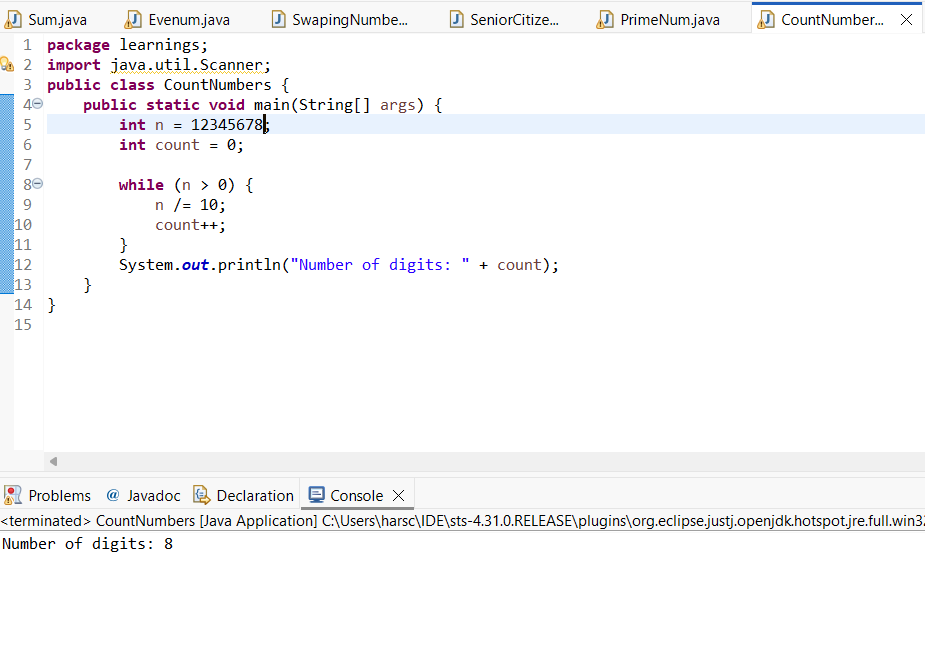 Sum.java Evenum.java SwapingNumbe... SeniorCitize... PrimeNum.java CountNumber...
1 package learnings;
2 import java.util.Scanner;
3 public class CountNumbers {
4 public static void main(String[] args) {
5 int n = 12345678;
6 int count = 0;
7
8 while (n > 0) {
9 n /= 10;
10 count++;
11 }
12 System.out.println("Number of digits: " + count);
13 }
14 }
15
Problems @ Javadoc Declaration Console
<terminated> CountNumbers [Java Application] C:\Users\harsc\IDE\sts-4.31.0.RELEASE\plugins\org.eclipse.justj.openjdk.hotspot.jre.full.win32
Number of digits: 8